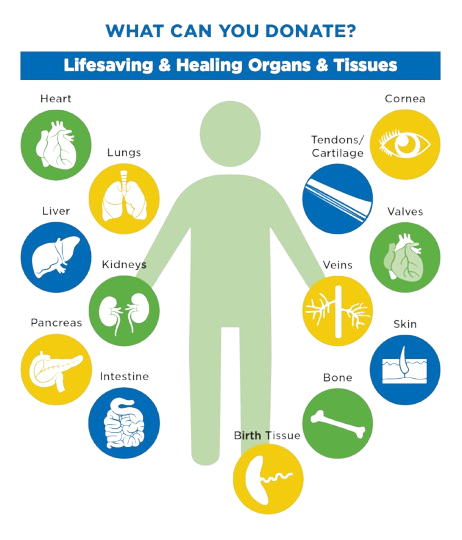 WHAT CAN YOU DONATE?
Lifesaving & Healing Organs & Tissues
Heart
Cornea
Lungs
Tendons/
Cartilage
Liver
Valves
Kidneys
Veins
Pancreas
Skin
Intestine
Bone
Birth Tissue